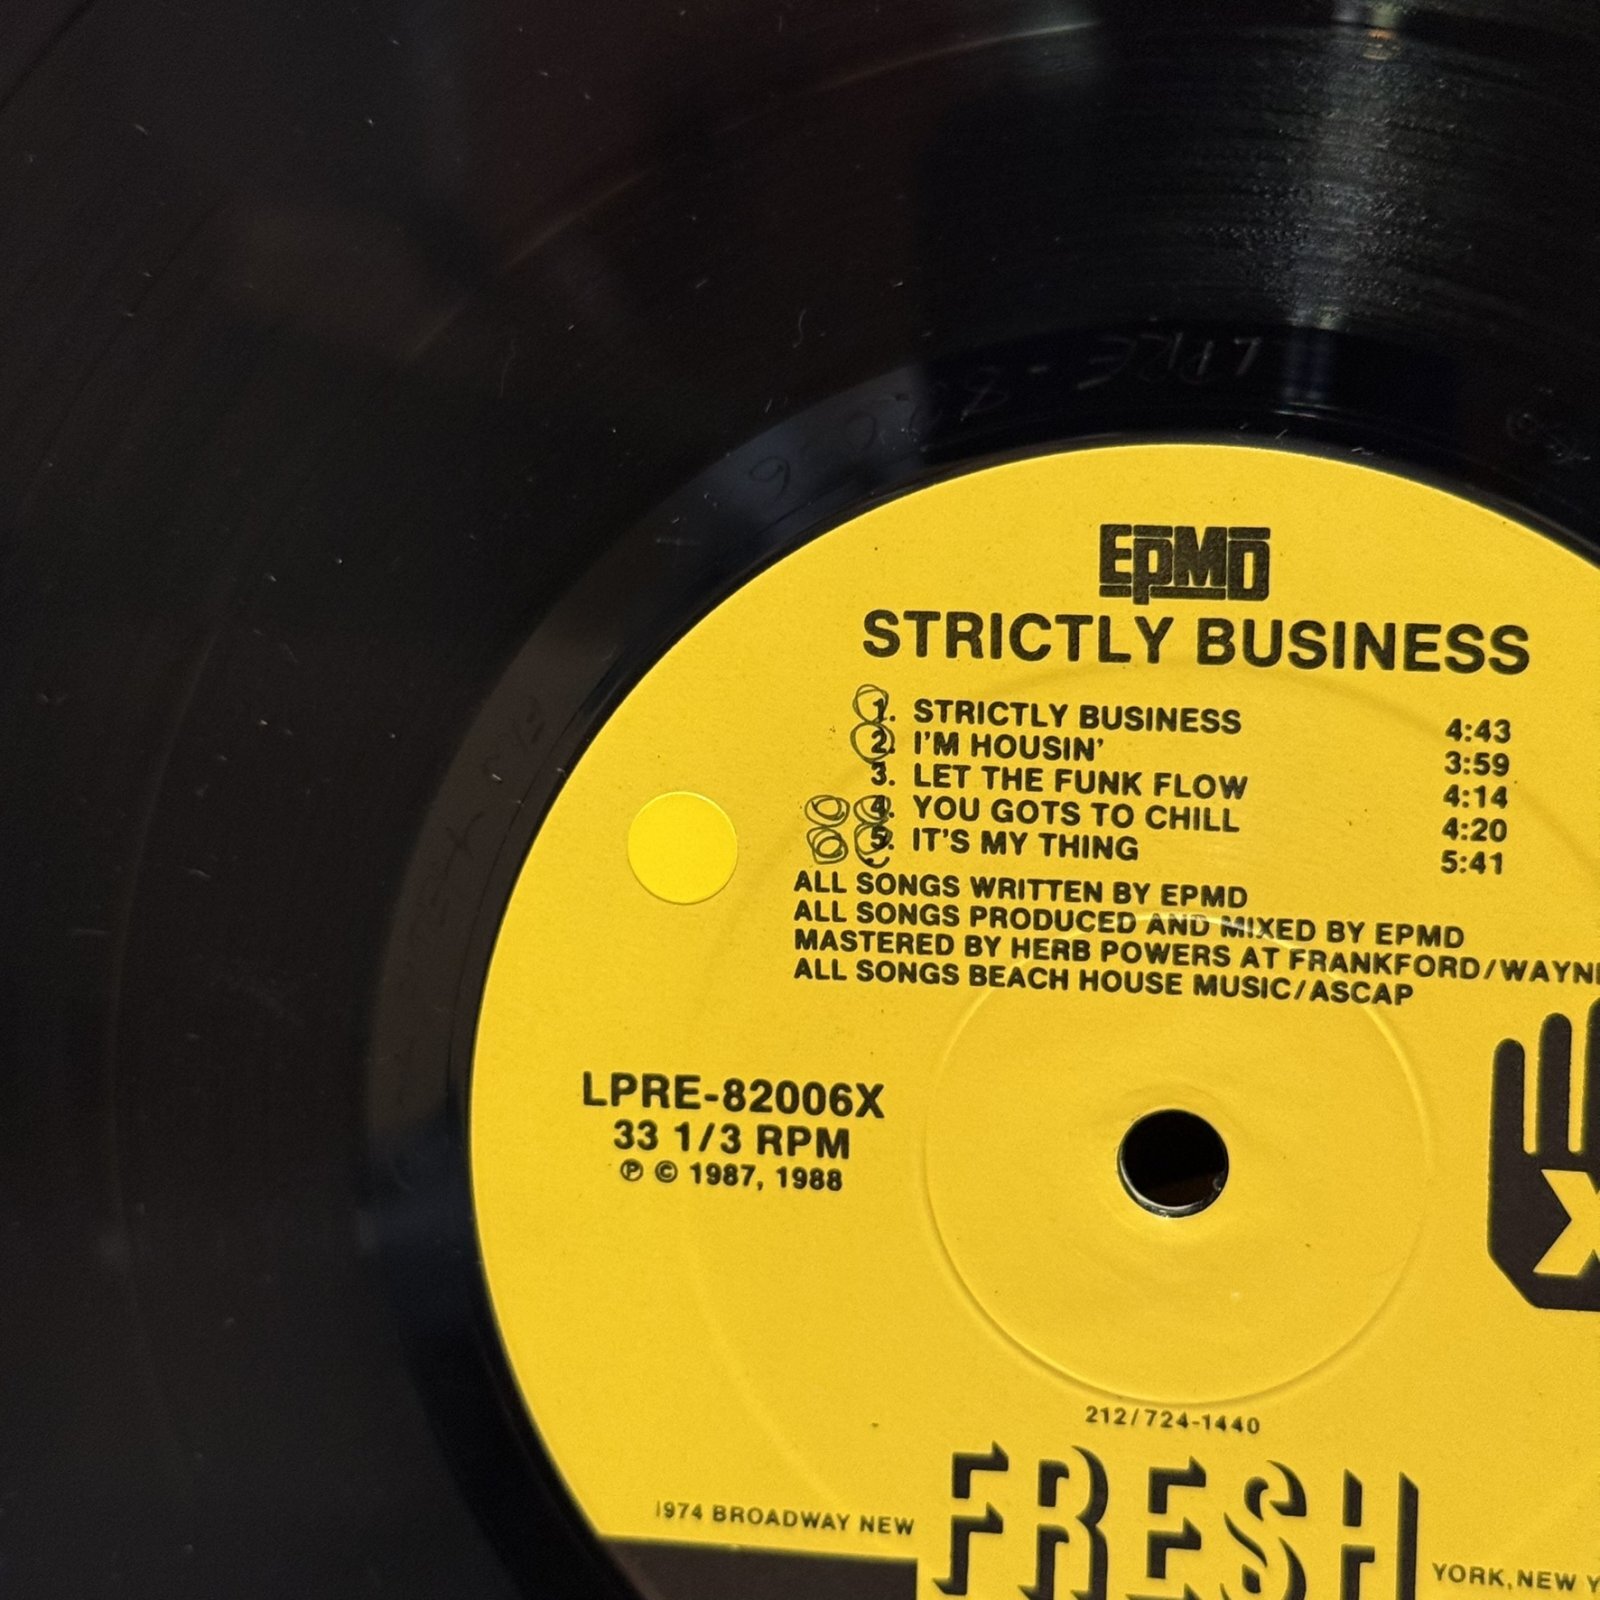 LPRE-82006
EPMD
STRICTLY BUSINESS
1. STRICTLY BUSINESS 4:43
2. I'M HOUSIN' 3:59
3. LET THE FUNK FLOW 4:14
4. YOU GOTS TO CHILL 4:20
5. IT'S MY THING 5:41
ALL SONGS WRITTEN BY EPMD
ALL SONGS PRODUCED AND MIXED BY EPMD
MASTERED BY HERB POWERS AT FRANKFORD/WAYN
ALL SONGS BEACH HOUSE MUSIC/ASCAP
LPRE-82006X
33 1/3 RPM
℗ © 1987, 1988
X
212/724-1440
FRESH
1974 BROADWAY NEW YORK, NEW Y